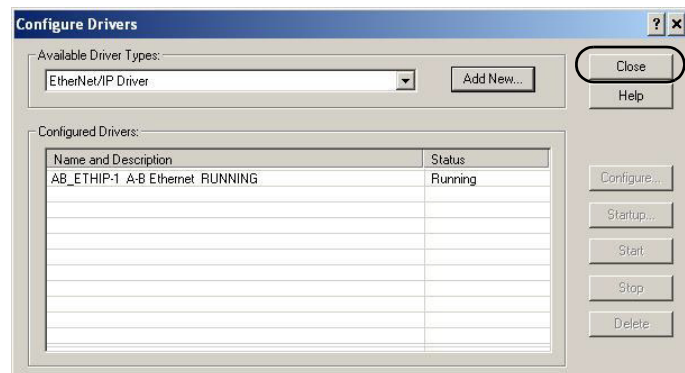 Configure Drivers
Available Driver Types:
EtherNet/IP Driver
Add New...
Close
Help
Configured Drivers:
Name and Description Status
AB_ETHIP-1 A-B Ethernet RUNNING Running
Configure...
Startup...
Start
Stop
Delete